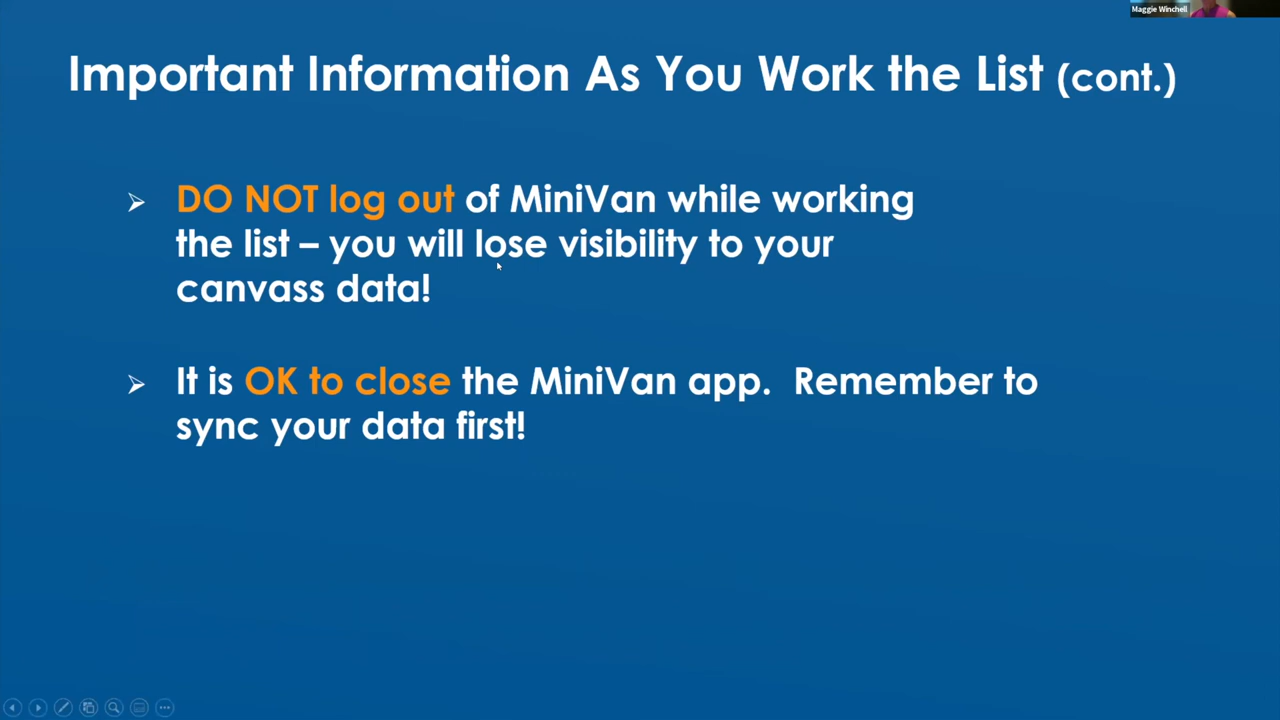 Maggie Winchell
Important Information As You Work the List (cont.)
➢ DO NOT log out of MiniVan while working
the list – you will lose visibility to your
canvass data!
➢ It is OK to close the MiniVan app.  Remember to
sync your data first!